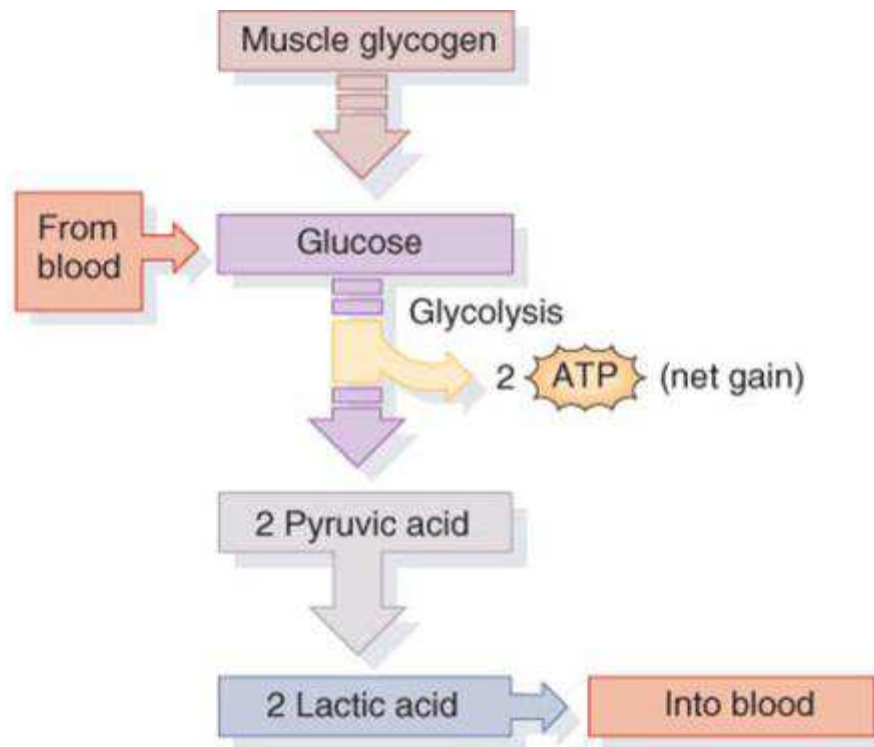 Muscle glycogen
From
blood
Glucose
Glycolysis
2 ATP (net gain)
2 Pyruvic acid
2 Lactic acid
Into blood